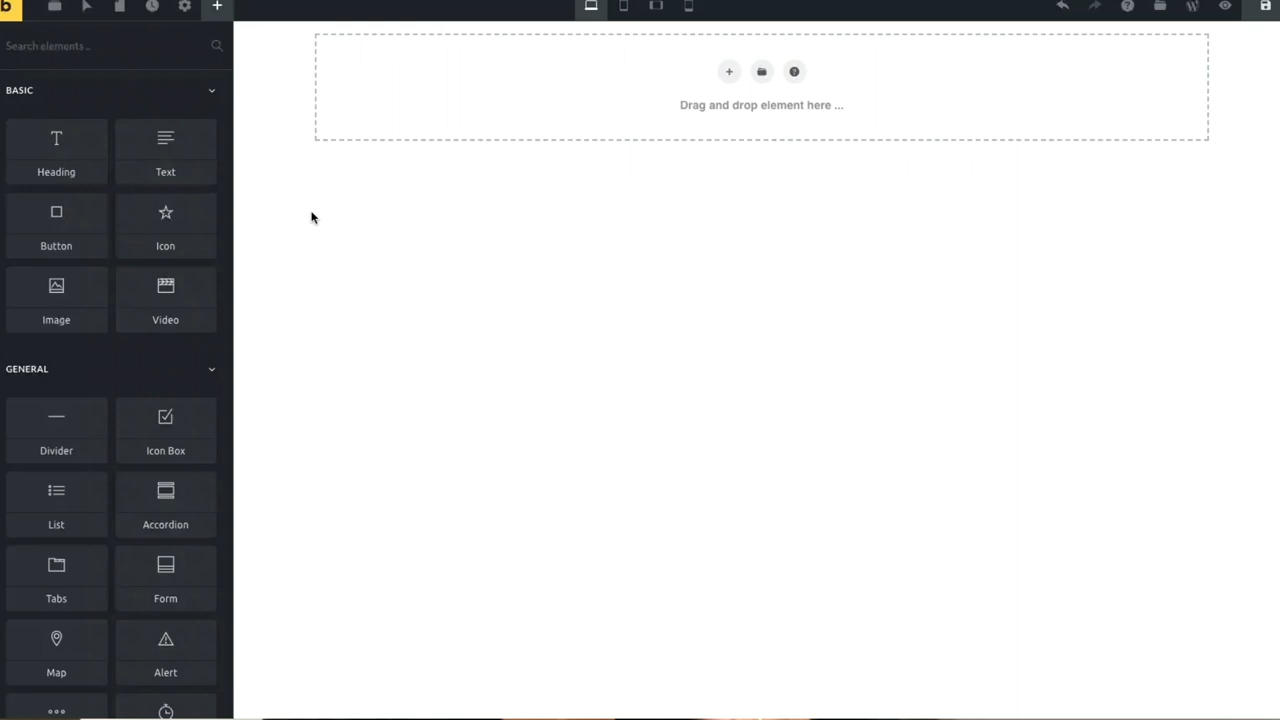 b
Search elements ..
BASIC
Heading
Text
Button
Icon
Image
Video
GENERAL
Divider
Icon Box
List
Accordion
Tabs
Form
Map
Alert
Drag and drop element here ...